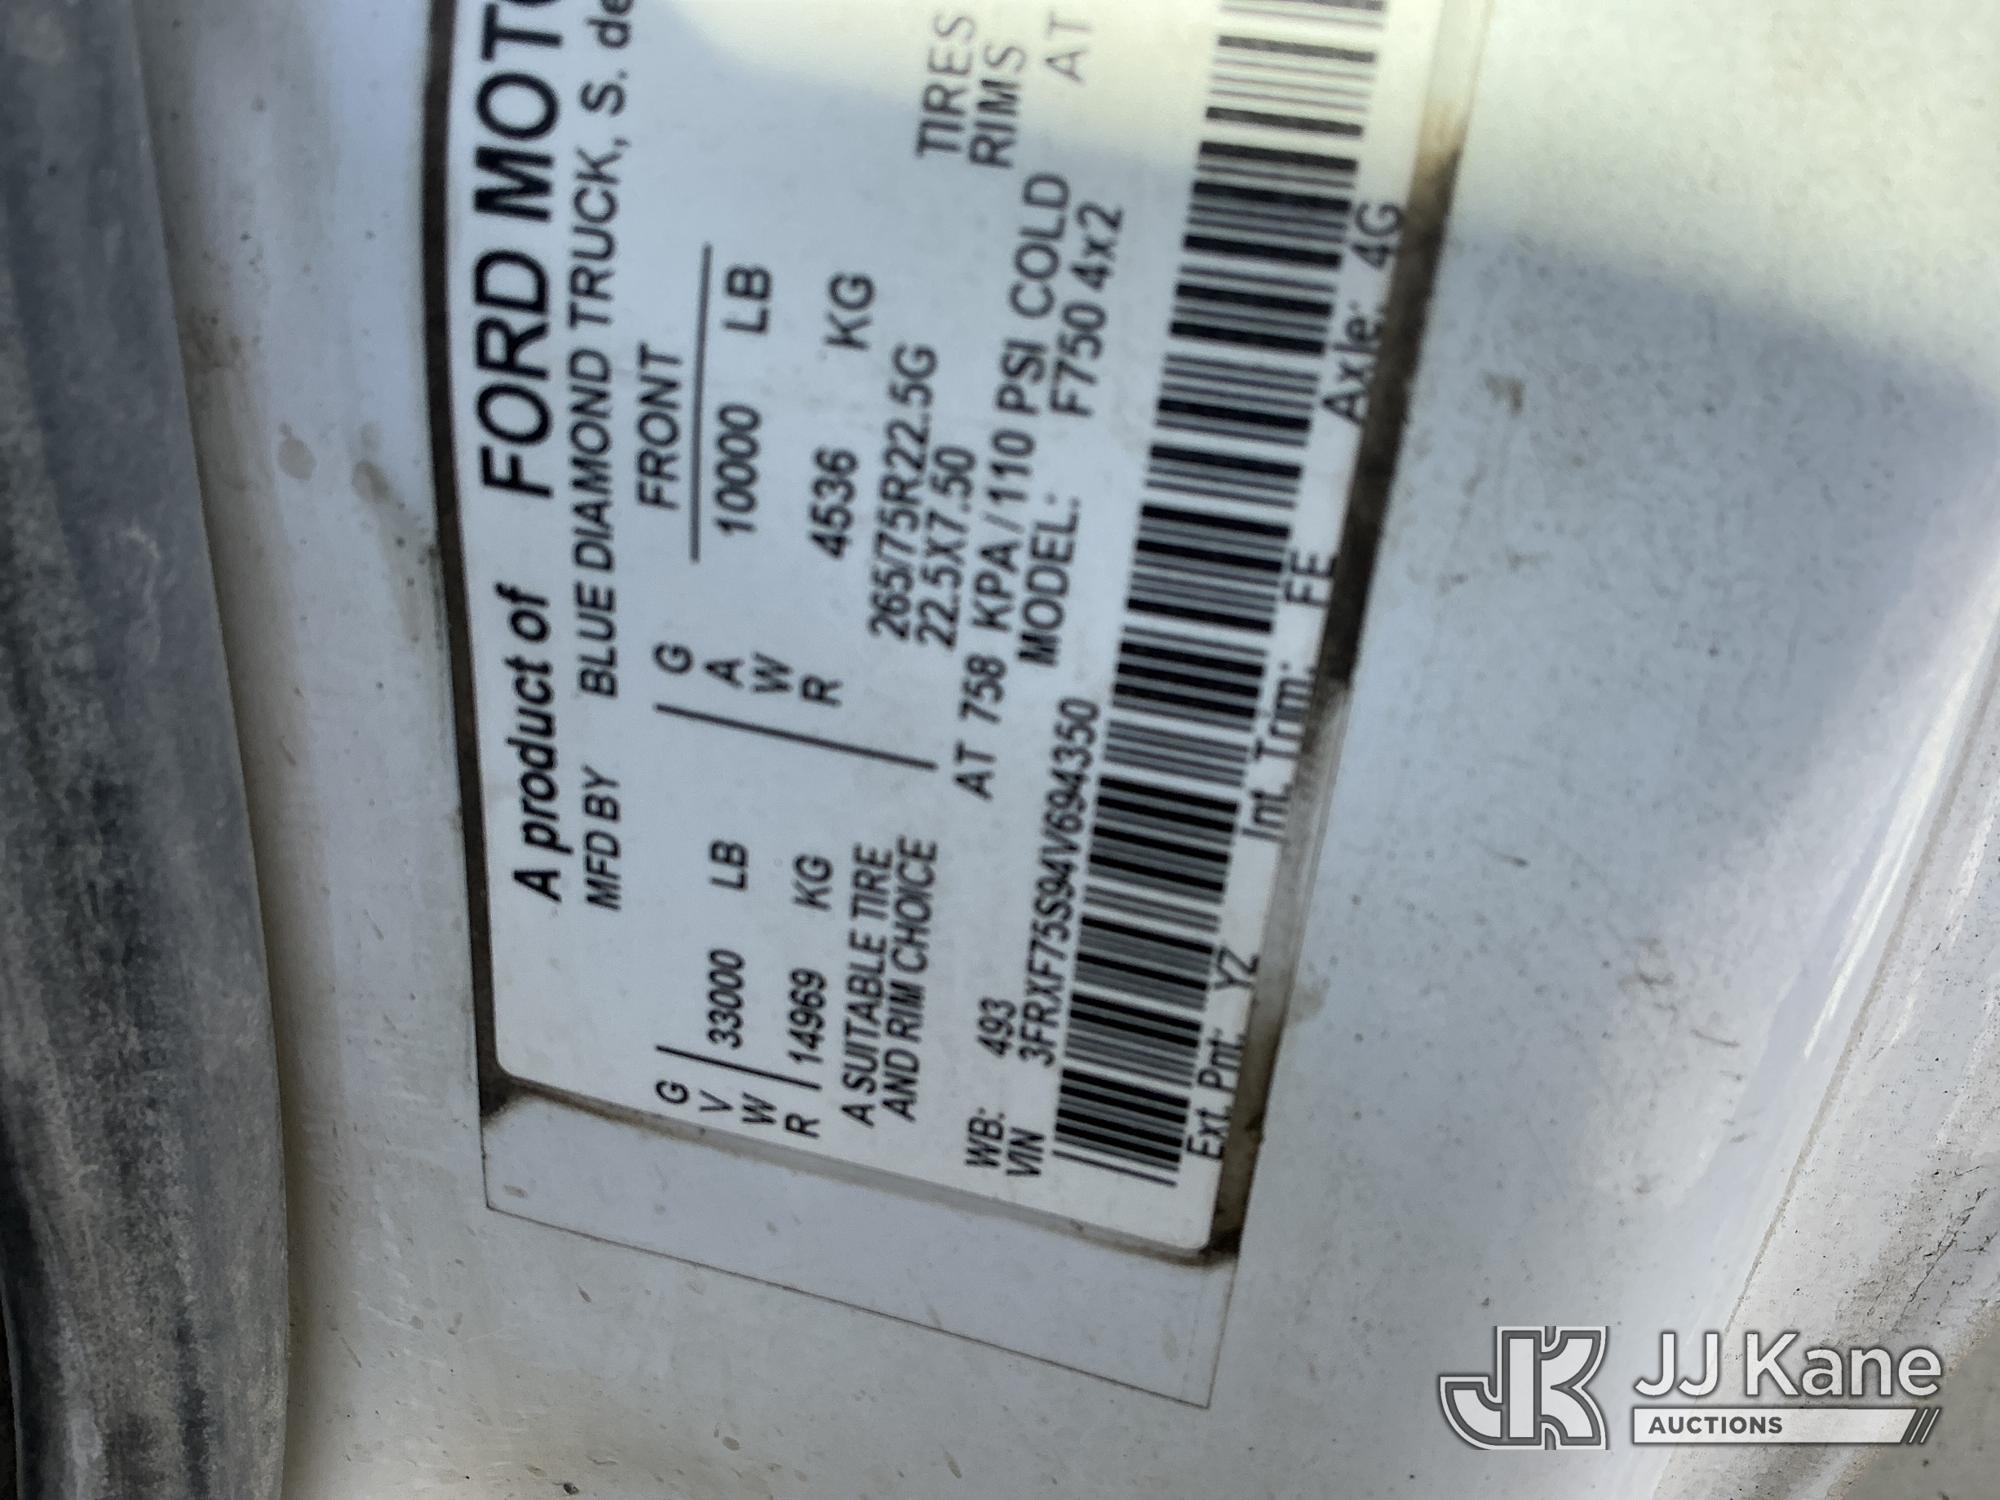 A product of FORD MOTO
MFD BY BLUE DIAMOND TRUCK, S. de
FRONT
GVWR 33000 LB GAWR 10000 LB
14969 KG 4536 KG
A SUITABLE TIRE 265/75R22.5G TIRES
AND RIM CHOICE 22.5X7.50 RIMS
AT 758 KPA/110 PSI COLD AT
WB: 493 MODEL: F750 4x2
VIN 3FRXF75S94V694350
Ext. Pnt: YZ Int. Trim: FE Axle: 4G
JK JJ Kane
AUCTIONS